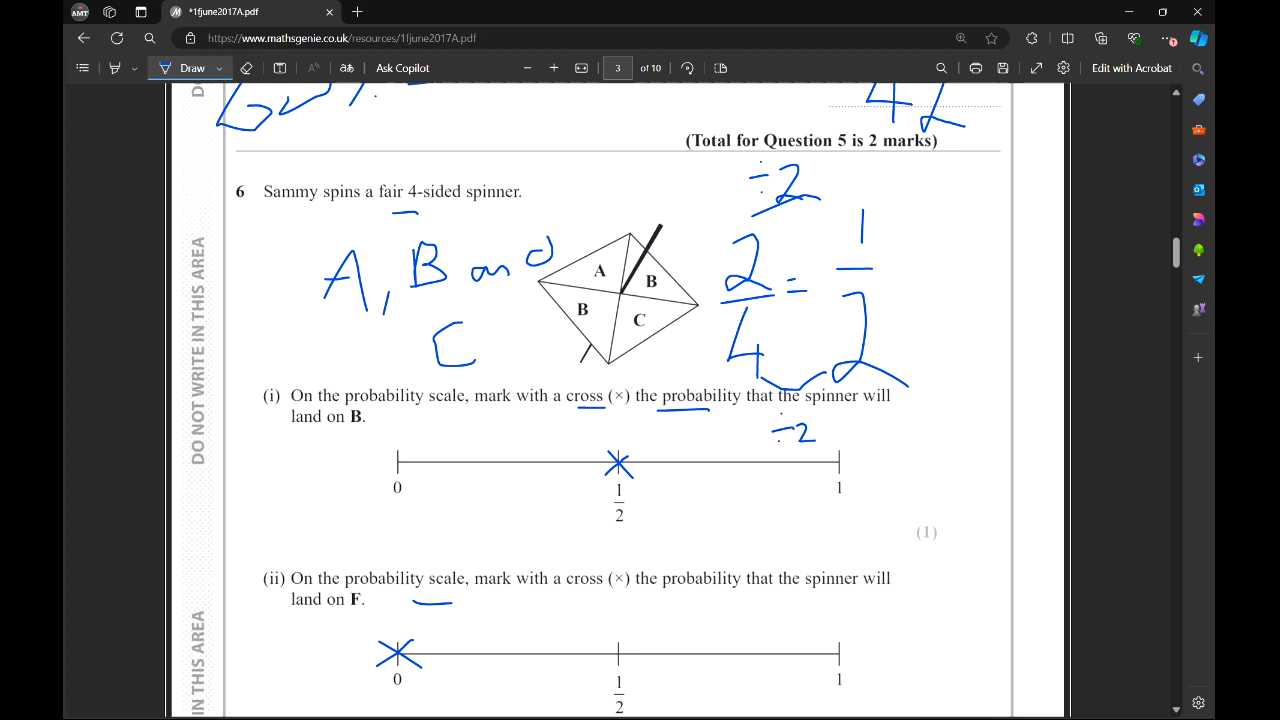 AMT
*1fjune2017A.pdf
https://www.mathsgenie.co.uk/resources/1fjune2017A.pdf
Draw
Ask Copilot
3 of 10
Edit with Acrobat
42
(Total for Question 5 is 2 marks)
6 Sammy spins a fair 4-sided spinner.
÷2
A, B and C
A
B
B
C
2/4 = 1/2
÷2
(i) On the probability scale, mark with a cross (×) the probability that the spinner will
land on B.
0
1/2
1
(1)
(ii) On the probability scale, mark with a cross (×) the probability that the spinner will
land on F.
0
1/2
1
DO NOT WRITE IN THIS AREA
IN THIS AREA